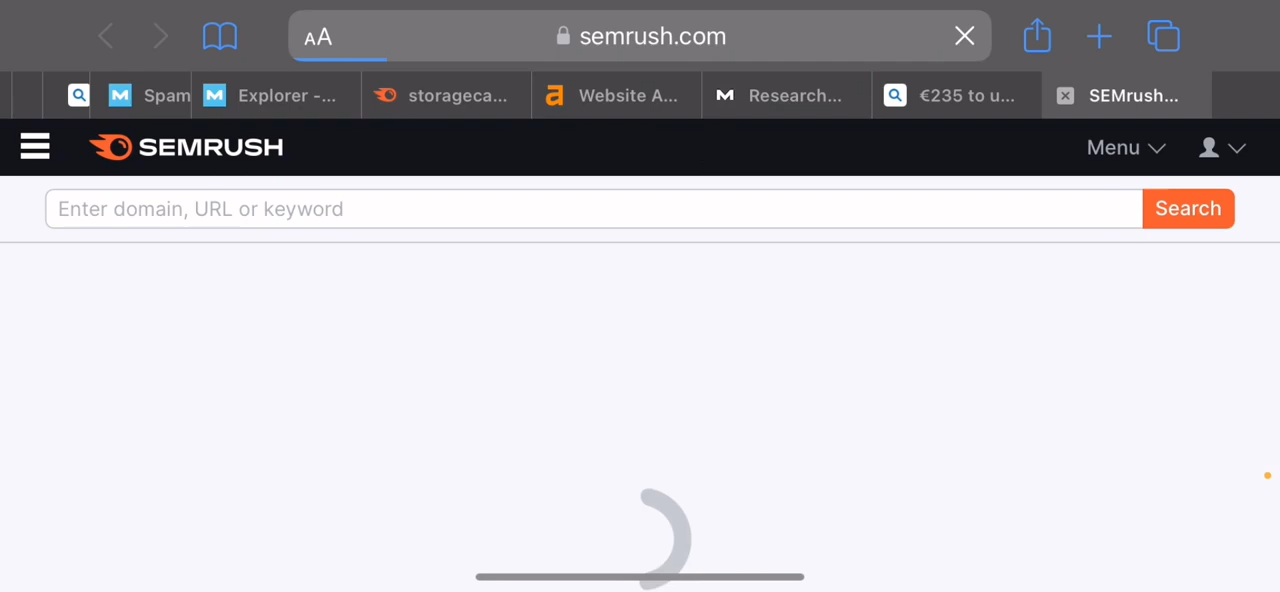 AA semrush.com
Spam Explorer -... storageca... Website A... Research... €235 to u... SEMrush...
SEMRUSH Menu
Enter domain, URL or keyword Search